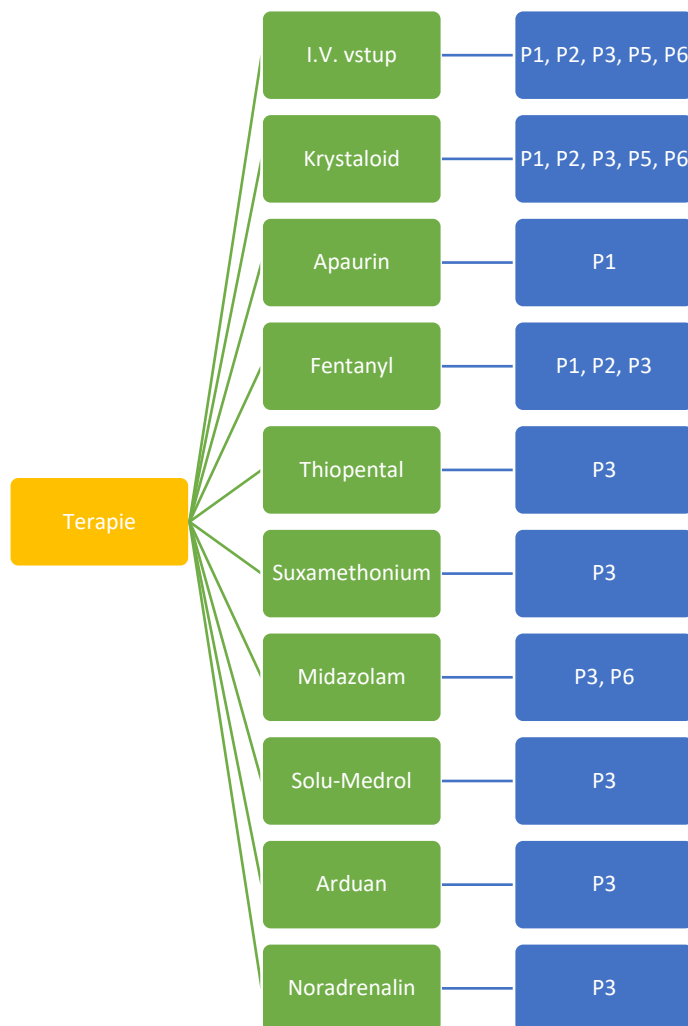 I.V. vstup
P1, P2, P3, P5, P6
Krystaloid
P1, P2, P3, P5, P6
Apaurin
P1
Fentanyl
P1, P2, P3
Thiopental
P3
Terapie
Suxamethonium
P3
Midazolam
P3, P6
Solu-Medrol
P3
Arduan
P3
Noradrenalin
P3